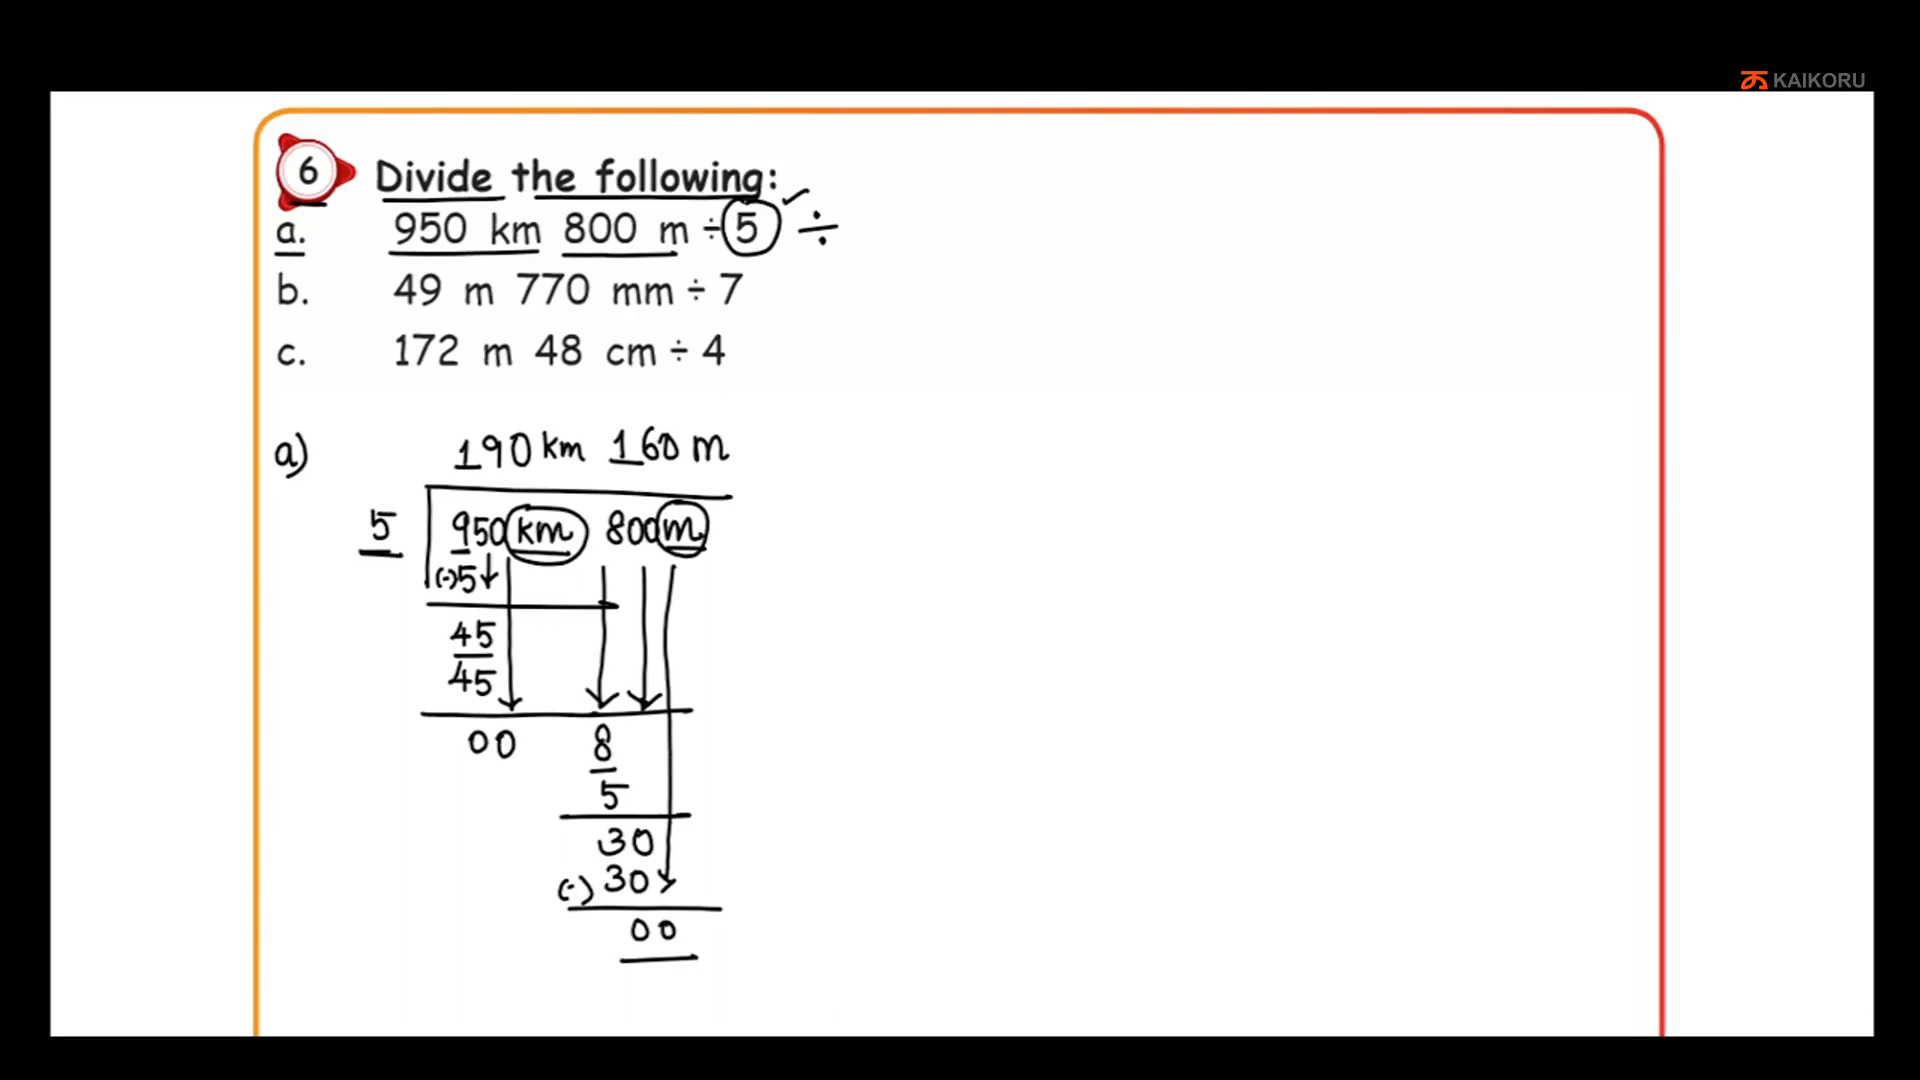 KAIKORU
6 Divide the following:
a. 950 km 800 m ÷ 5 ÷
b. 49 m 770 mm ÷ 7
c. 172 m 48 cm ÷ 4
a) 190 km 160 m
5 950 km 800 m
(-) 5
45
45
00 8
5
30
(-) 30
00